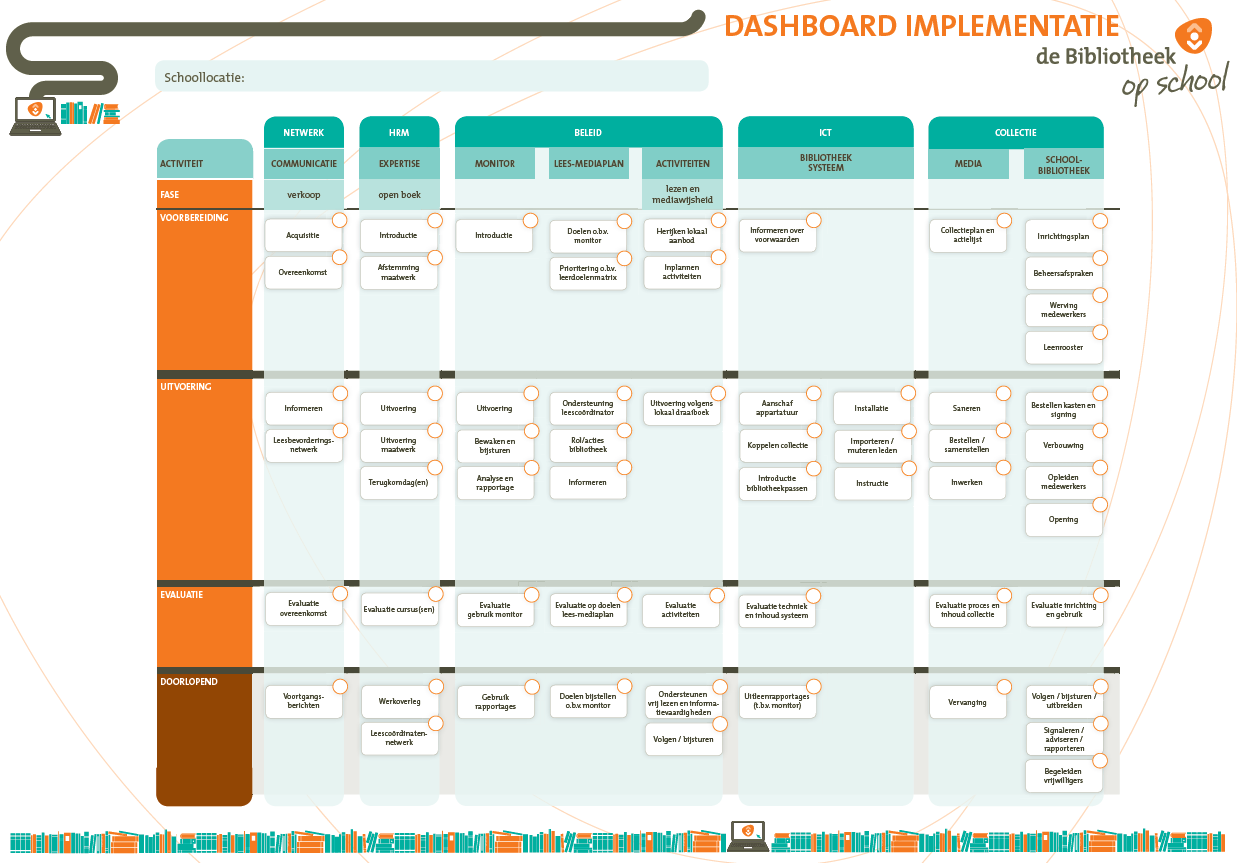 DASHBOARD IMPLEMENTATIE
de Bibliotheek
op school
Schoollocatie:
NETWERK
HRM
BELEID
ICT
COLLECTIE
ACTIVITEIT
COMMUNICATIE
EXPERTISE
MONITOR
LEES-MEDIAPLAN
ACTIVITEITEN
BIBLIOTHEEK
SYSTEEM
MEDIA
SCHOOL-
BIBLIOTHEEK
FASE
verkoop
open boek
lezen en
mediawijsheid
VOORBEREIDING
Acquisitie
Overeenkomst
Introductie
Afstemming
maatwerk
Introductie
Doelen o.b.v.
monitor
Prioritering o.b.v.
leerdoelenmatrix
Herijken lokaal
aanbod
Inplannen
activiteiten
Informeren over
voorwaarden
Collectieplan en
actielijst
Inrichtingsplan
Beheersafspraken
Werving
medewerkers
Leenrooster
UITVOERING
Informeren
Leesbevorderings-
netwerk
Uitvoering
Uitvoering
maatwerk
Terugkomdag(en)
Uitvoering
Bewaken en
bijsturen
Analyse en
rapportage
Ondersteuning
leescoördinator
Rol/acties
bibliotheek
Informeren
Uitvoering volgens
lokaal draaiboek
Aanschaf
appartatuur
Koppelen collectie
Introductie
bibliotheekpassen
Installatie
Importeren /
muteren leden
Instructie
Saneren
Bestellen /
samenstellen
Inwerken
Bestellen kasten en
signing
Verbouwing
Opleiden
medewerkers
Opening
EVALUATIE
Evaluatie
overeenkomst
Evaluatie cursus(sen)
Evaluatie
gebruik monitor
Evaluatie op doelen
lees-mediaplan
Evaluatie
activiteiten
Evaluatie techniek
en inhoud systeem
Evaluatie proces en
inhoud collectie
Evaluatie inrichting
en gebruik
DOORLOPEND
Voortgangs-
berichten
Werkoverleg
Leescoördinaten-
netwerk
Gebruik
rapportages
Doelen bijstellen
o.b.v. monitor
Ondersteunen
vrij lezen en informa-
tievaardigheden
Volgen / bijsturen
Uitleenrapportages
(t.b.v. monitor)
Vervanging
Volgen / bijsturen /
uitbreiden
Signaleren /
adviseren /
rapporteren
Begeleiden
vrijwilligers